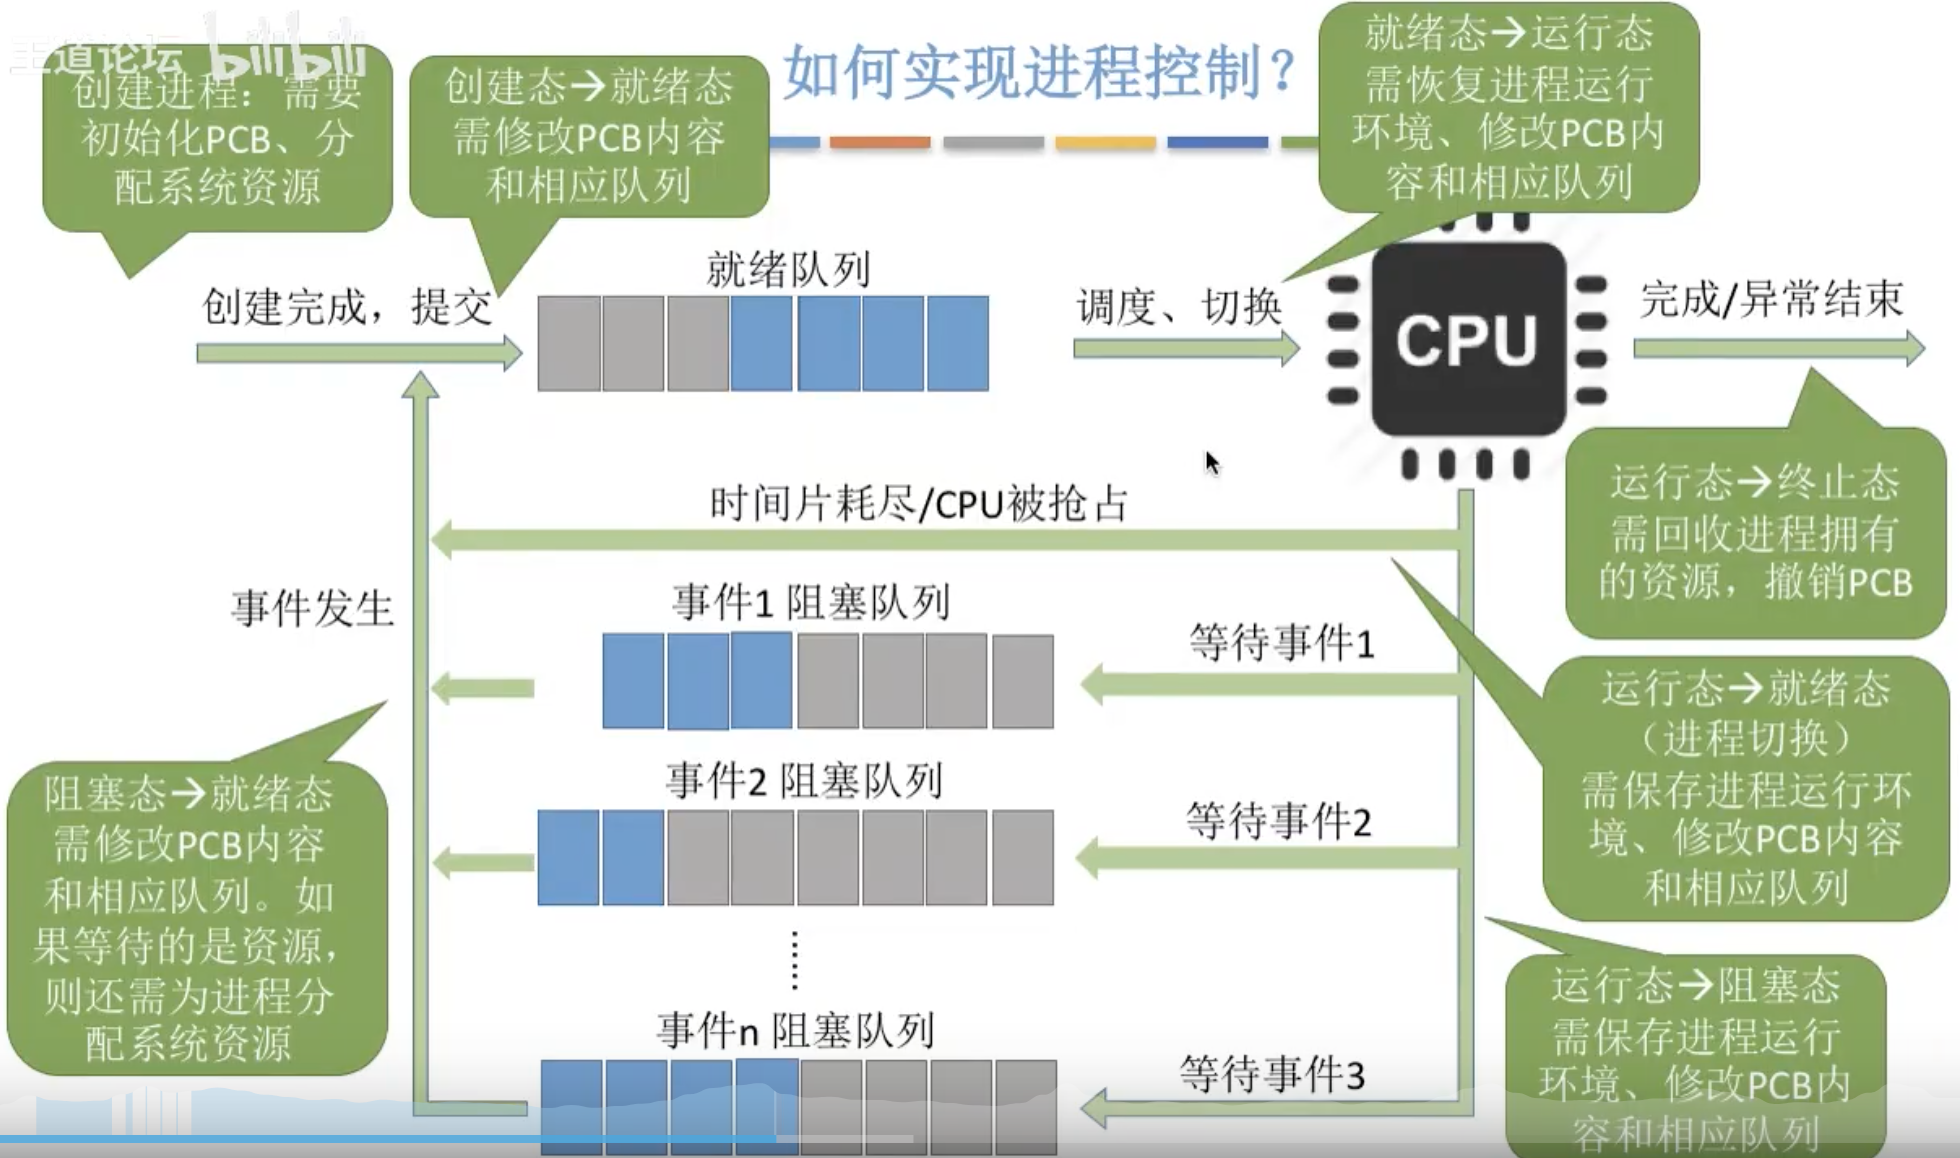 王道论坛 bilibili
创建进程：需要
初始化PCB、分
配系统资源
创建态→就绪态
需修改PCB内容
和相应队列
如何实现进程控制？
就绪态→运行态
需恢复进程运行
环境、修改PCB内
容和相应队列
创建完成，提交
就绪队列
调度、切换
CPU
完成/异常结束
时间片耗尽/CPU被抢占
运行态→终止态
需回收进程拥有
的资源，撤销PCB
事件发生
事件1 阻塞队列
等待事件1
运行态→就绪态
（进程切换）
需保存进程运行环
境、修改PCB内容
和相应队列
阻塞态→就绪态
需修改PCB内容
和相应队列。如
果等待的是资源，
则还需为进程分
配系统资源
事件2 阻塞队列
等待事件2
事件n 阻塞队列
等待事件3
运行态→阻塞态
需保存进程运行
环境、修改PCB内
容和相应队列